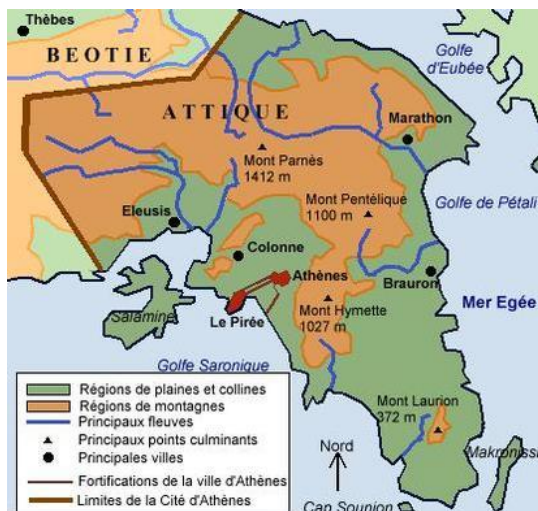 Thèbes
BEOTIE
Golfe
d'Eubée
ATTIQUE
Marathon
Mont Parnès
1412 m
Mont Pentélique
1100 m
Golfe de Pétali
Eleusis
Colonne
Athènes
Brauron
Salamine
Le Pirée
Mont Hymette
1027 m
Mer Egée
Golfe Saronique
Mont Laurion
372 m
Régions de plaines et collines
Régions de montagnes
Principaux fleuves
Principaux points culminants
Principales villes
Fortifications de la ville d'Athènes
Limites de la Cité d'Athènes
Nord
Makronissi
Cap Sounion